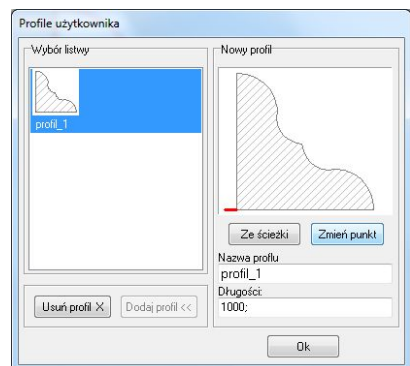 Profile użytkownika
Wybór listwy
profil_1
Usuń profil X
Dodaj profil <<
Nowy profil
Ze ścieżki
Zmień punkt
Nazwa proflu
profil_1
Długości:
1000;
Ok